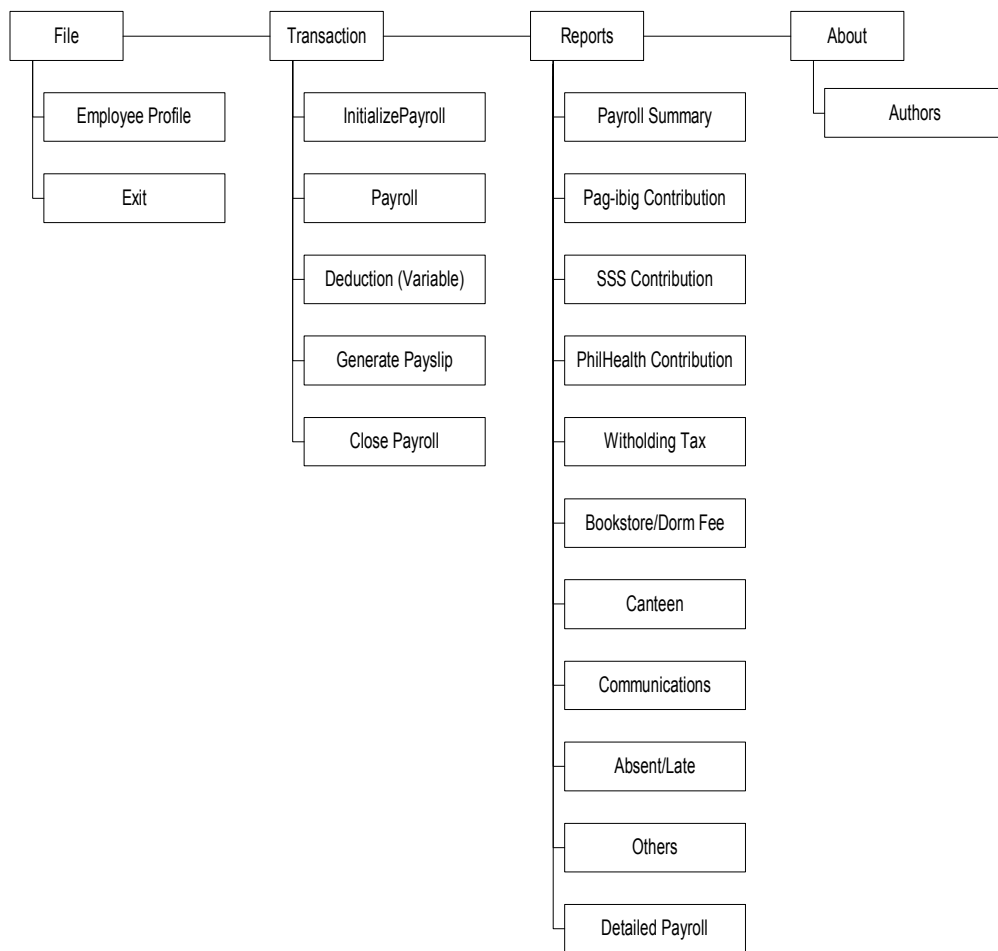 File
Transaction
Reports
About
Employee Profile
Exit
InitializePayroll
Payroll
Deduction (Variable)
Generate Payslip
Close Payroll
Payroll Summary
Pag-ibig Contribution
SSS Contribution
PhilHealth Contribution
Witholding Tax
Bookstore/Dorm Fee
Canteen
Communications
Absent/Late
Others
Detailed Payroll
Authors